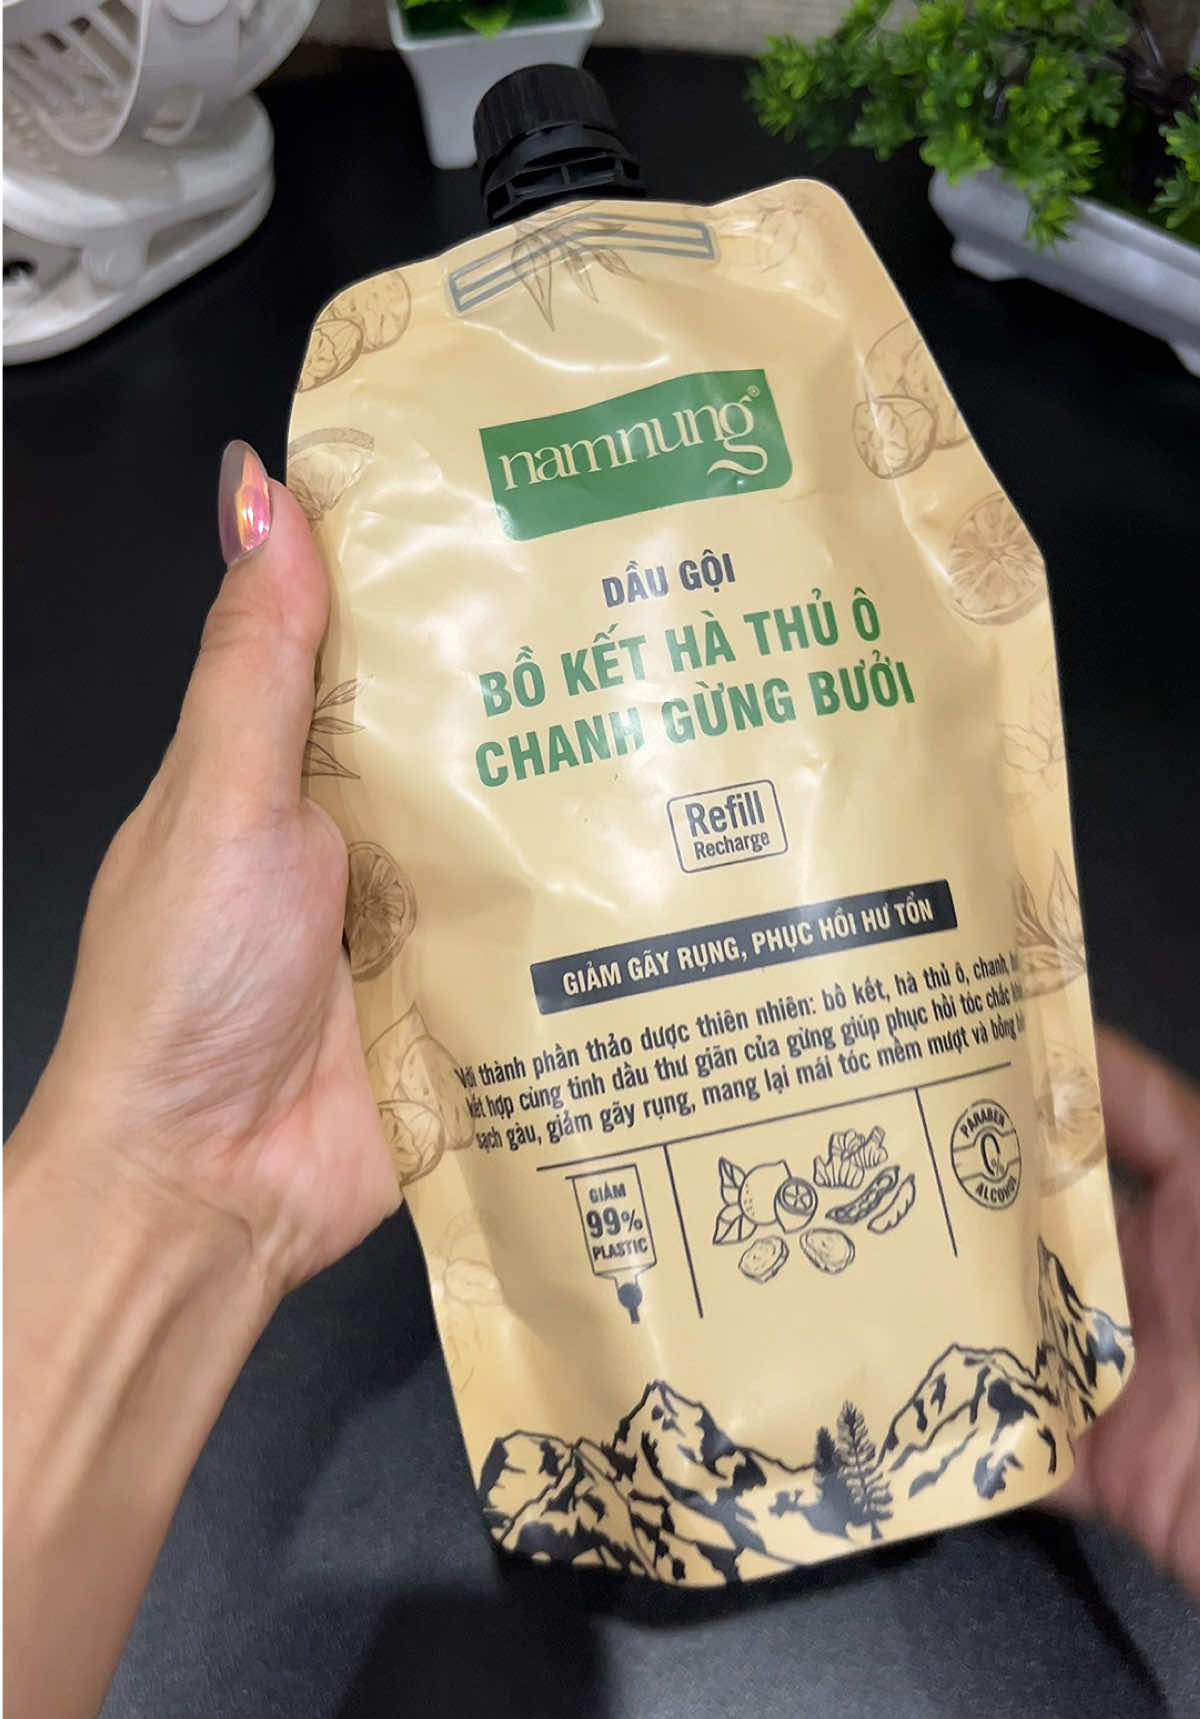 namnung®
DẦU GỘI
BỒ KẾT HÀ THỦ Ô
CHANH GỪNG BƯỞI
Refill
Recharge
GIẢM GÃY RỤNG, PHỤC HỒI HƯ TỔN
Với thành phần thảo dược thiên nhiên: bồ kết, hà thủ ô, chanh,
kết hợp cùng tinh dầu thư giãn của gừng giúp phục hồi tóc chắc
sạch gàu, giảm gãy rụng, mang lại mái tóc mềm mượt và bồng
GIẢM
99%
PLASTIC
PARABEN
0%
ALCOHOL